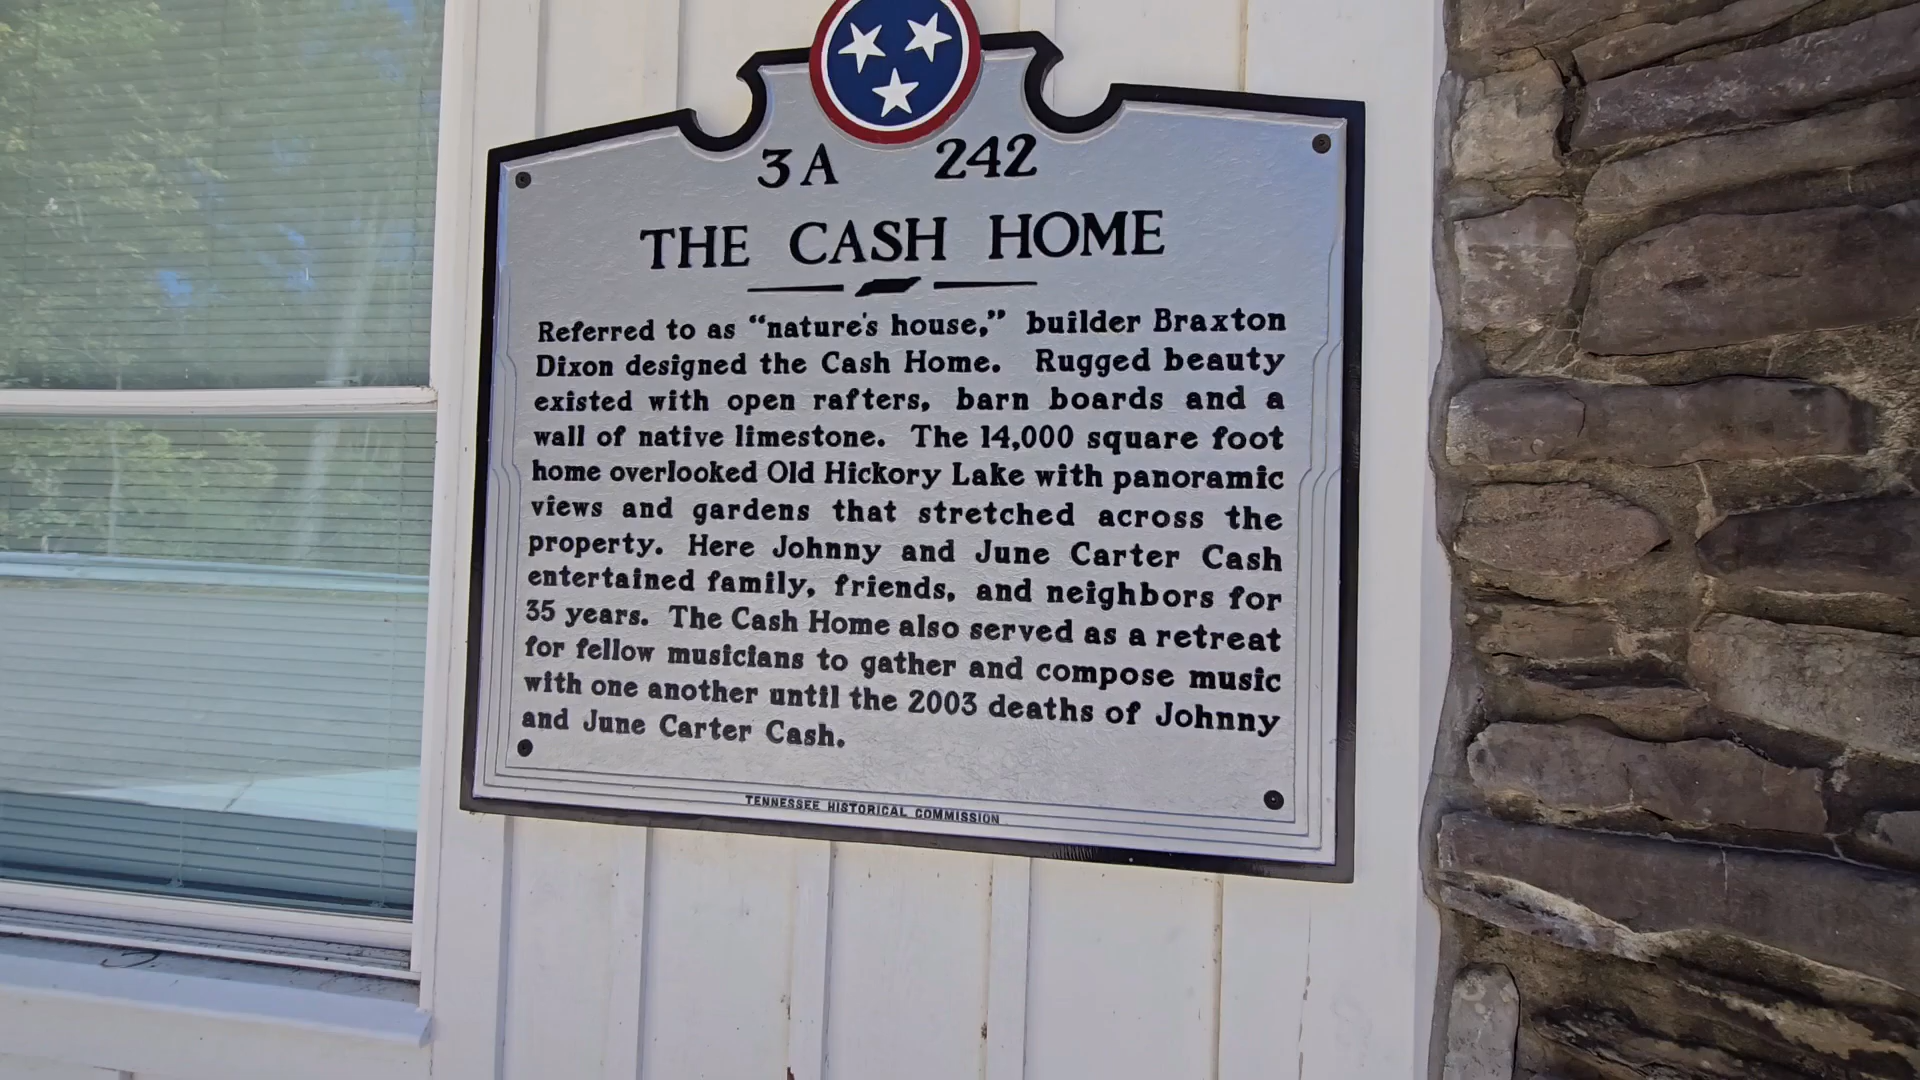 3A 242
THE CASH HOME
Referred to as “nature's house,” builder Braxton
Dixon designed the Cash Home. Rugged beauty
existed with open rafters, barn boards and a
wall of native limestone. The 14,000 square foot
home overlooked Old Hickory Lake with panoramic
views and gardens that stretched across the
property. Here Johnny and June Carter Cash
entertained family, friends, and neighbors for
35 years. The Cash Home also served as a retreat
for fellow musicians to gather and compose music
with one another until the 2003 deaths of Johnny
and June Carter Cash.
TENNESSEE HISTORICAL COMMISSION